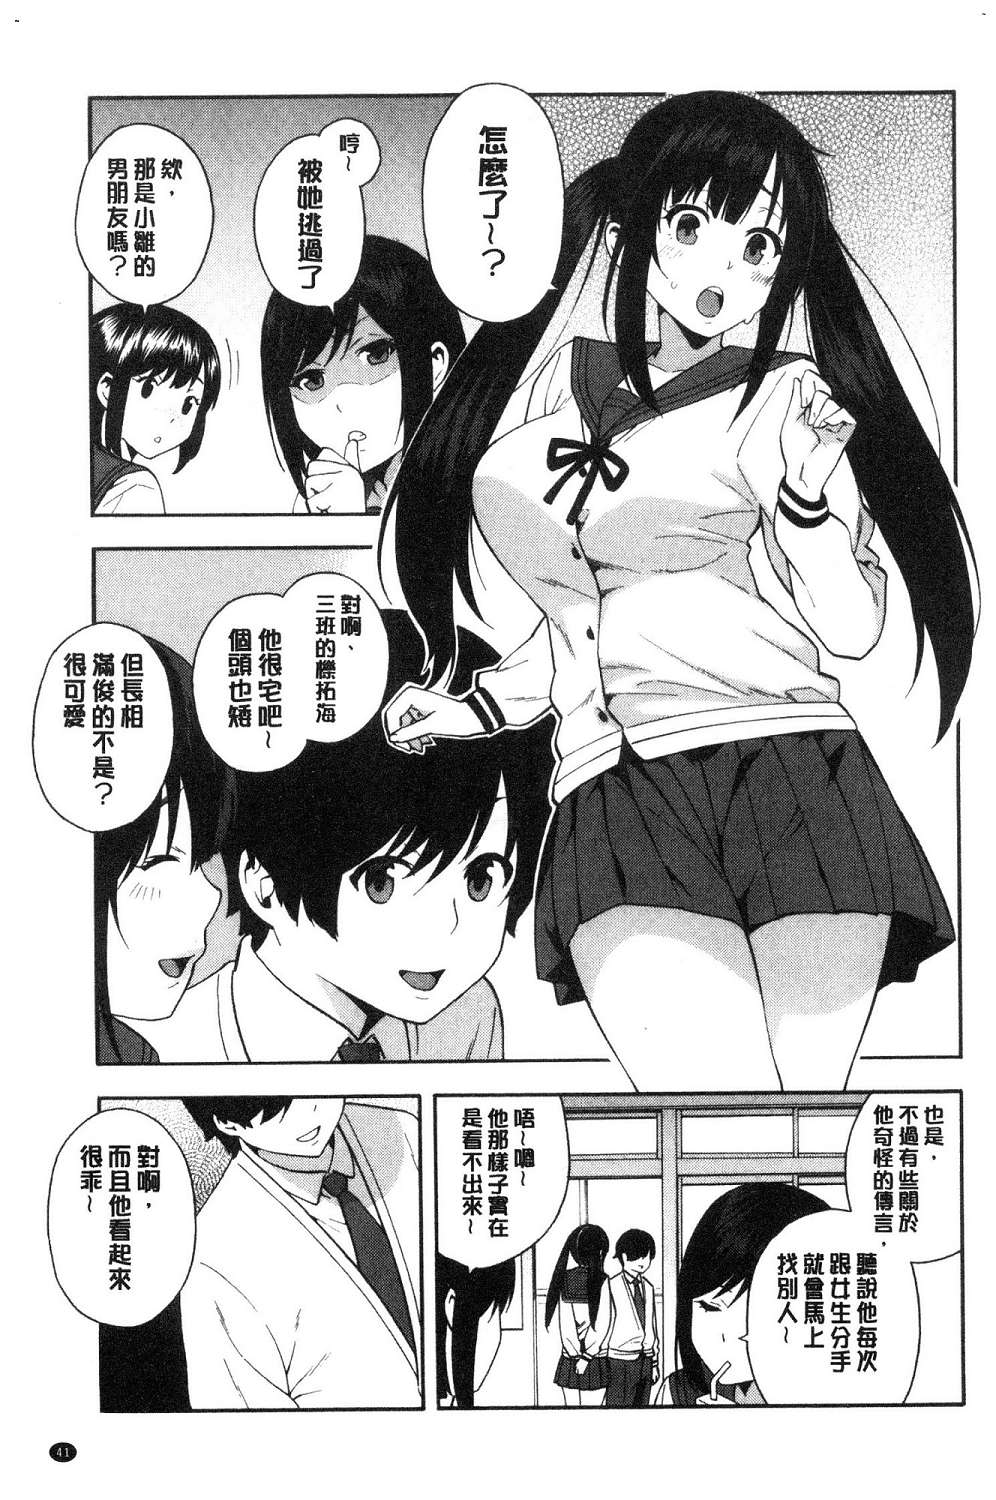 怎麼了～？
哼～
被她逃過了
欸，
那是小雛的
男朋友嗎？
對啊、
三班的標拓海
他很宅吧～
個頭也矮
但長相
滿俊的不是？
很可愛
也是，
不過有些關於
他奇怪的傳言，
聽說他每次
跟女生分手
就會馬上
找別人～
唔～嗯～
他那樣子實在
是看不出來～
對啊，
而且他看起來
很乖～
41